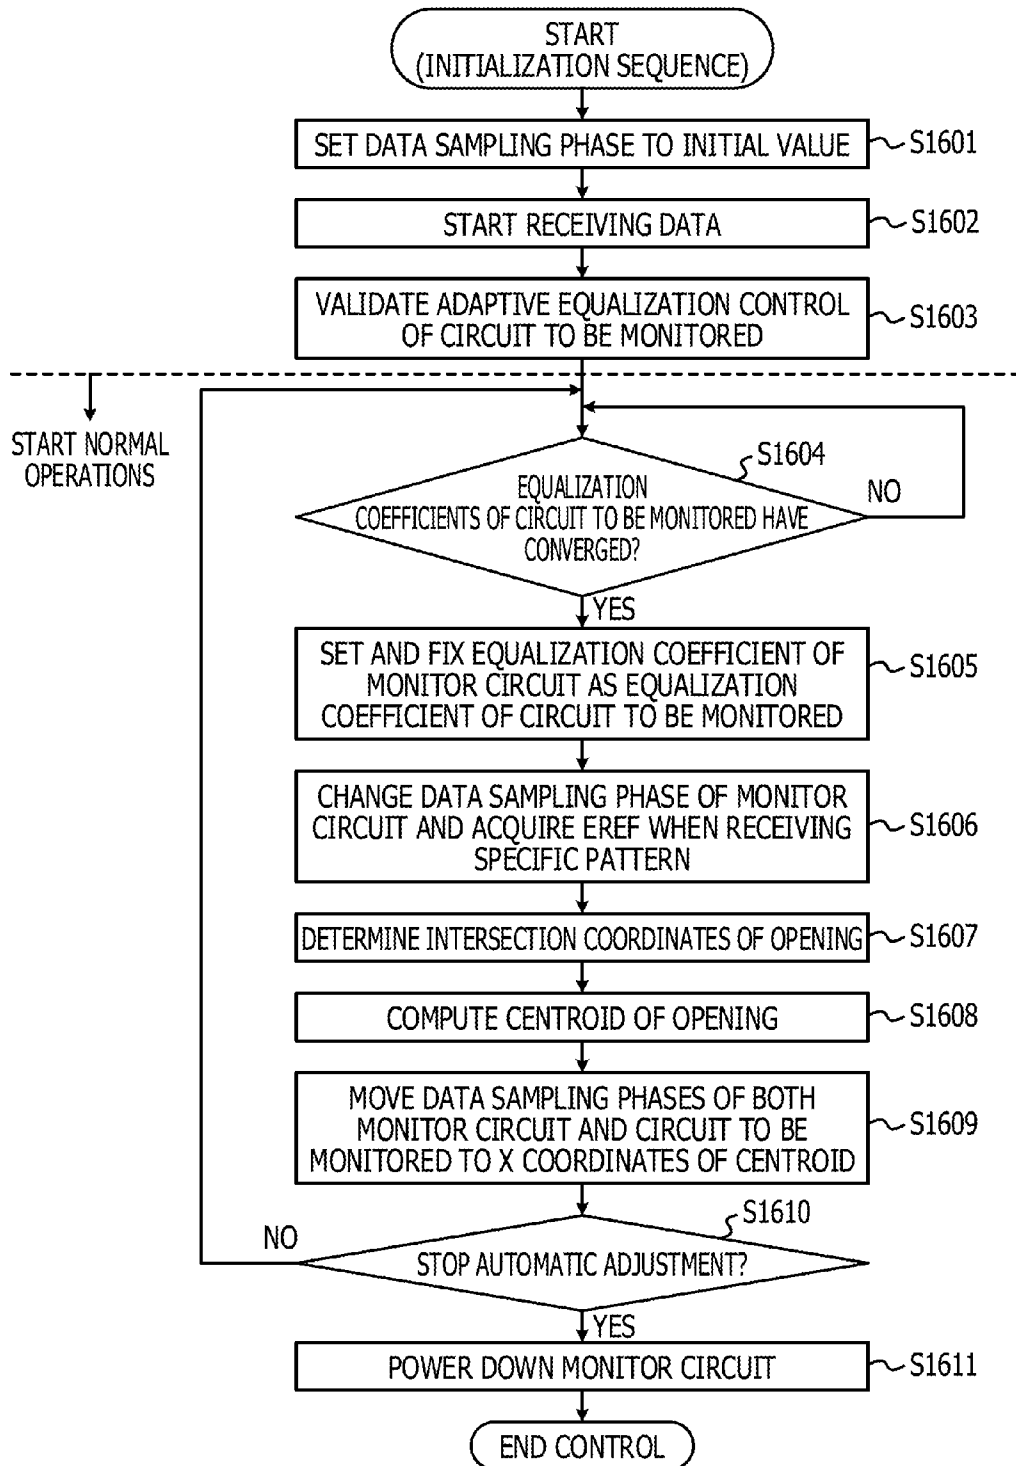 START
(INITIALIZATION SEQUENCE)
SET DATA SAMPLING PHASE TO INITIAL VALUE
S1601
START RECEIVING DATA
S1602
VALIDATE ADAPTIVE EQUALIZATION CONTROL
OF CIRCUIT TO BE MONITORED
S1603
START NORMAL
OPERATIONS
S1604
EQUALIZATION
COEFFICIENTS OF CIRCUIT TO BE MONITORED HAVE
CONVERGED?
NO
YES
SET AND FIX EQUALIZATION COEFFICIENT OF
MONITOR CIRCUIT AS EQUALIZATION
COEFFICIENT OF CIRCUIT TO BE MONITORED
S1605
CHANGE DATA SAMPLING PHASE OF MONITOR
CIRCUIT AND ACQUIRE EREF WHEN RECEIVING
SPECIFIC PATTERN
S1606
DETERMINE INTERSECTION COORDINATES OF OPENING
S1607
COMPUTE CENTROID OF OPENING
S1608
MOVE DATA SAMPLING PHASES OF BOTH
MONITOR CIRCUIT AND CIRCUIT TO BE
MONITORED TO X COORDINATES OF CENTROID
S1609
S1610
NO
STOP AUTOMATIC ADJUSTMENT?
YES
POWER DOWN MONITOR CIRCUIT
S1611
END CONTROL